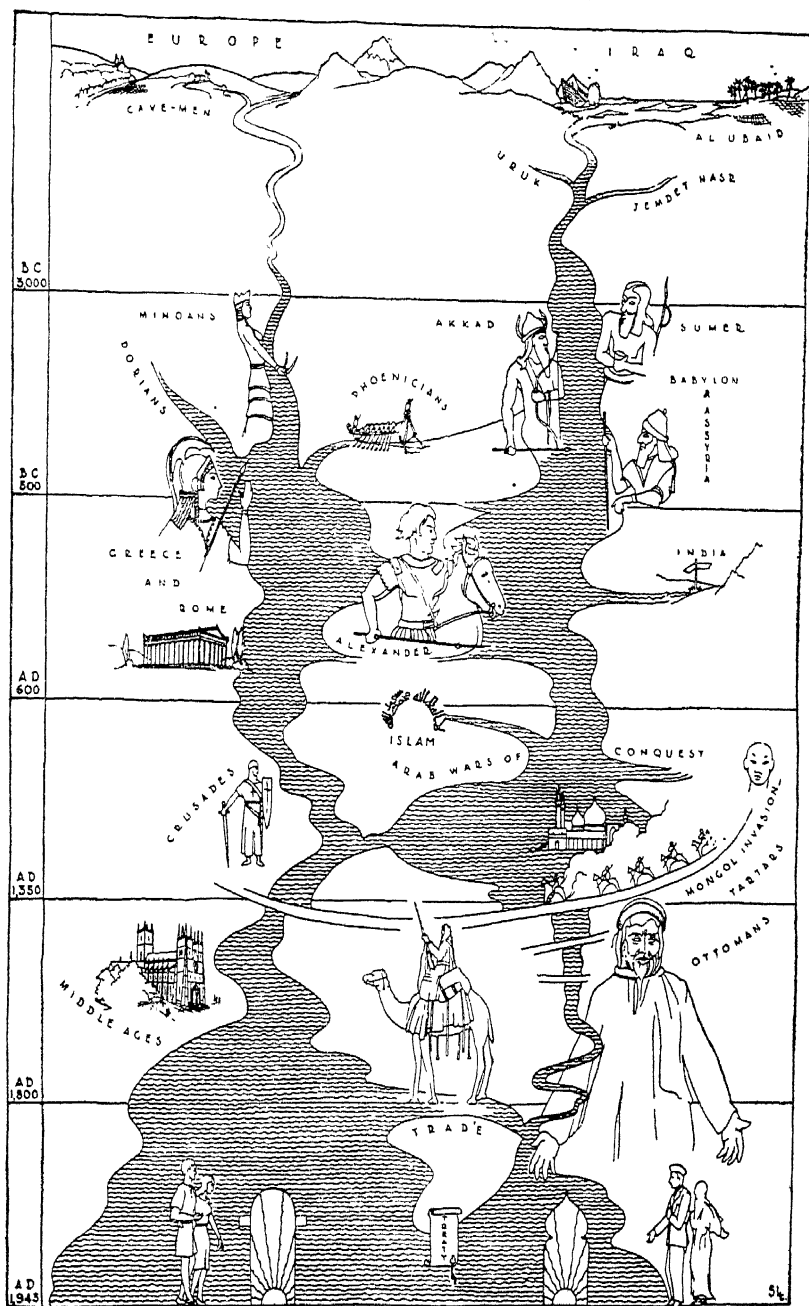 EUROPE
IRAQ
CAVE-MEN
AL UBAID
URUK
JEMDET NASR
BC
3,000
MINOANS
AKKAD
SUMER
DORIANS
PHOENICIANS
BABYLON
ASSYRIA
BC
500
GREECE
AND
ROME
INDIA
ALEXANDER
AD
600
ISLAM
ARAB WARS OF
CONQUEST
CRUSADES
MONGOL INVASION_
TARTARS
AD
1,350
OTTOMANS
MIDDLE AGES
AD
1,800
TRADE
TREATY
AD
1,943